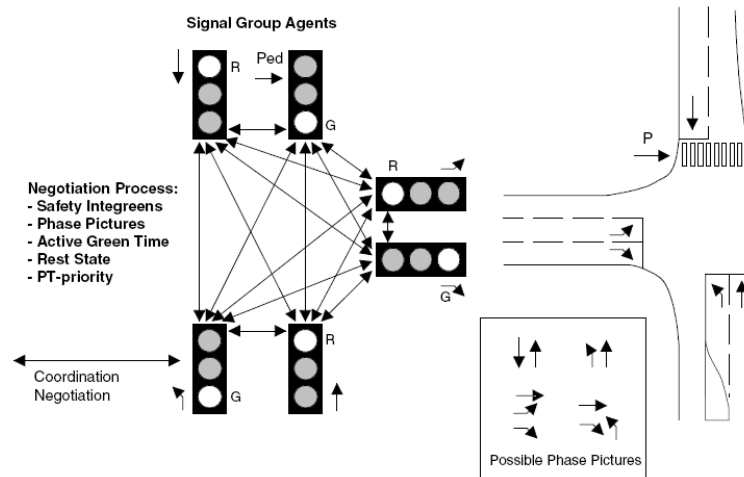 Signal Group Agents
R
Ped
G
P
R
Negotiation Process:
- Safety Integreens
- Phase Pictures
- Active Green Time
- Rest State
- PT-priority
G
R
Coordination
Negotiation
G
Possible Phase Pictures